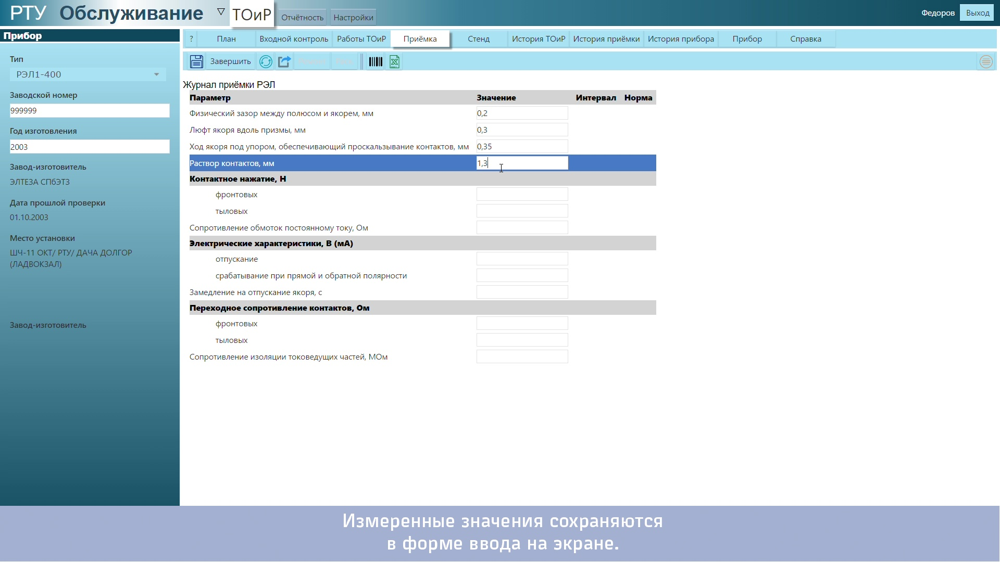 РТУ Обслуживание ТОиР Отчётность Настройки Федоров Выход
Прибор
Тип
РЭЛ1-400
Заводской номер
999999
Год изготовления
2003
Завод-изготовитель
ЭЛТЕЗА СПбЭТЗ
Дата прошлой проверки
01.10.2003
Место установки
ШЧ-11 ОКТ/ РТУ/ ДАЧА ДОЛГОР
(ЛАДВОКЗАЛ)
Завод-изготовитель
? План Входной контроль Работы ТОиР Приёмка Стенд История ТОиР История приёмки История прибора Прибор Справка
Завершить
Журнал приёмки РЭЛ
Параметр Значение Интервал Норма
Физический зазор между полюсом и якорем, мм 0,2
Люфт якоря вдоль призмы, мм 0,3
Ход якоря под упором, обеспечивающий проскальзывание контактов, мм 0,35
Раствор контактов, мм 1,3
Контактное нажатие, Н
фронтовых
тыловых
Сопротивление обмоток постоянному току, Ом
Электрические характеристики, В (мА)
отпускание
срабатывание при прямой и обратной полярности
Замедление на отпускание якоря, с
Переходное сопротивление контактов, Ом
фронтовых
тыловых
Сопротивление изоляции токоведущих частей, МОм
Измеренные значения сохраняются
в форме ввода на экране.